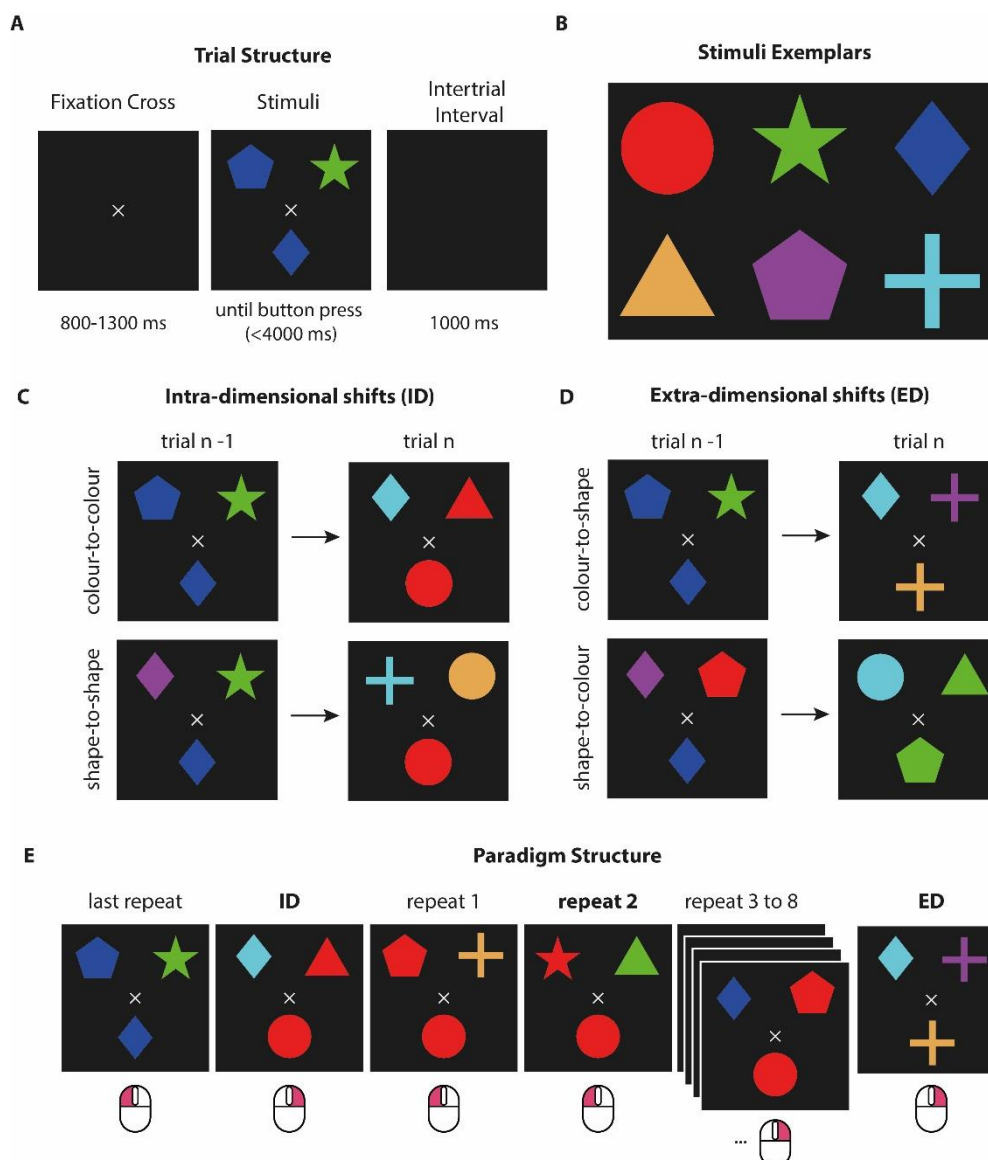 A
Trial Structure
Fixation Cross
Stimuli
Intertrial
Interval
800-1300 ms
until button press
(<4000 ms)
1000 ms
B
Stimuli Exemplars
C
Intra-dimensional shifts (ID)
trial n -1
trial n
colour-to-colour
shape-to-shape
D
Extra-dimensional shifts (ED)
trial n -1
trial n
colour-to-shape
shape-to-colour
E
Paradigm Structure
last repeat
ID
repeat 1
repeat 2
repeat 3 to 8
ED
...